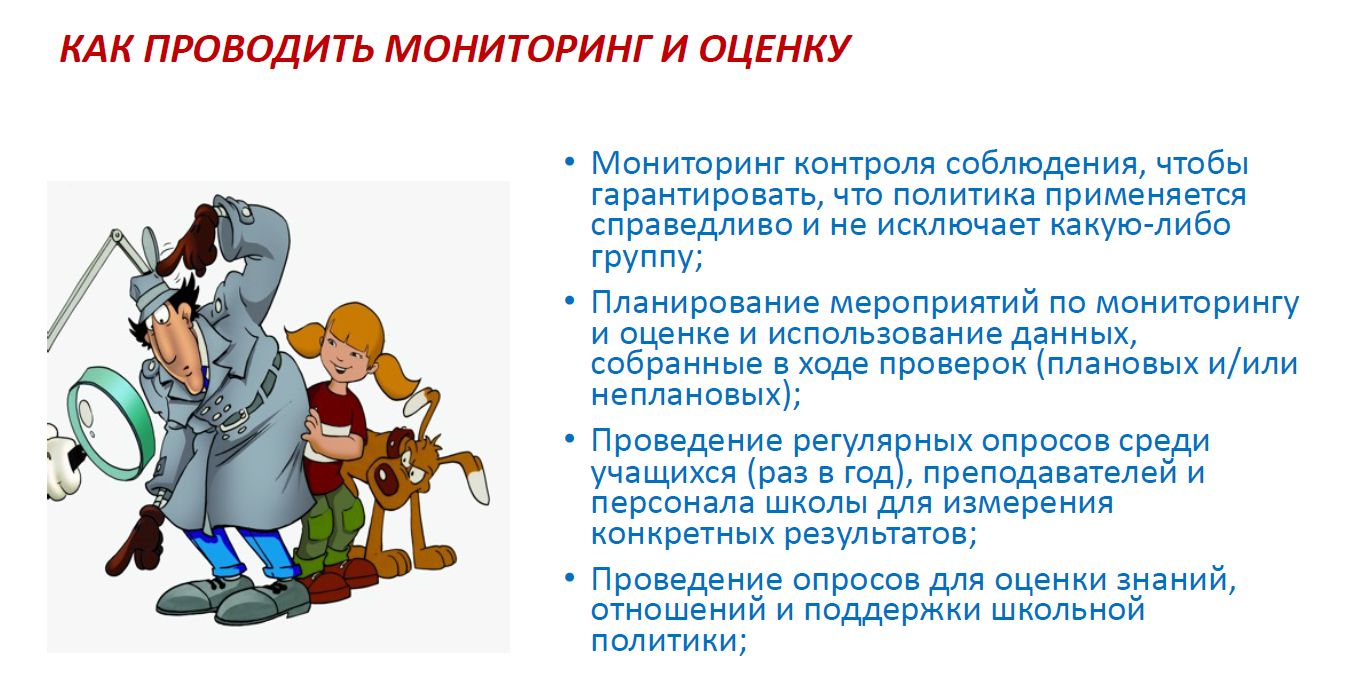 КАК ПРОВОДИТЬ МОНИТОРИНГ И ОЦЕНКУ
• Мониторинг контроля соблюдения, чтобы
гарантировать, что политика применяется
справедливо и не исключает какую-либо
группу;
• Планирование мероприятий по мониторингу
и оценке и использование данных,
собранные в ходе проверок (плановых и/или
неплановых);
• Проведение регулярных опросов среди
учащихся (раз в год), преподавателей и
персонала школы для измерения
конкретных результатов;
• Проведение опросов для оценки знаний,
отношений и поддержки школьной
политики;